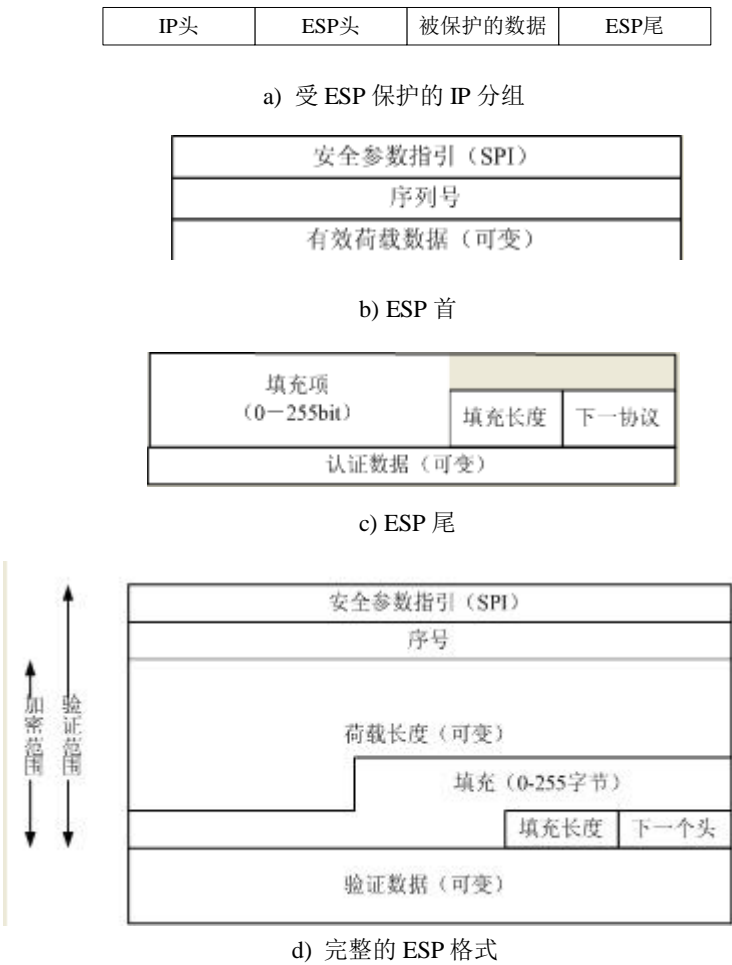 IP头 ESP头 被保护的数据 ESP尾
a) 受 ESP 保护的 IP 分组
安全参数指引（SPI）
序列号
有效荷载数据（可变）
b) ESP 首
填充项
（0－255bit）
填充长度 下一协议
认证数据（可变）
c) ESP 尾
安全参数指引（SPI）
序号
加密范围
验证范围
荷载长度（可变）
填充（0-255字节）
填充长度 下一个头
验证数据（可变）
d) 完整的 ESP 格式